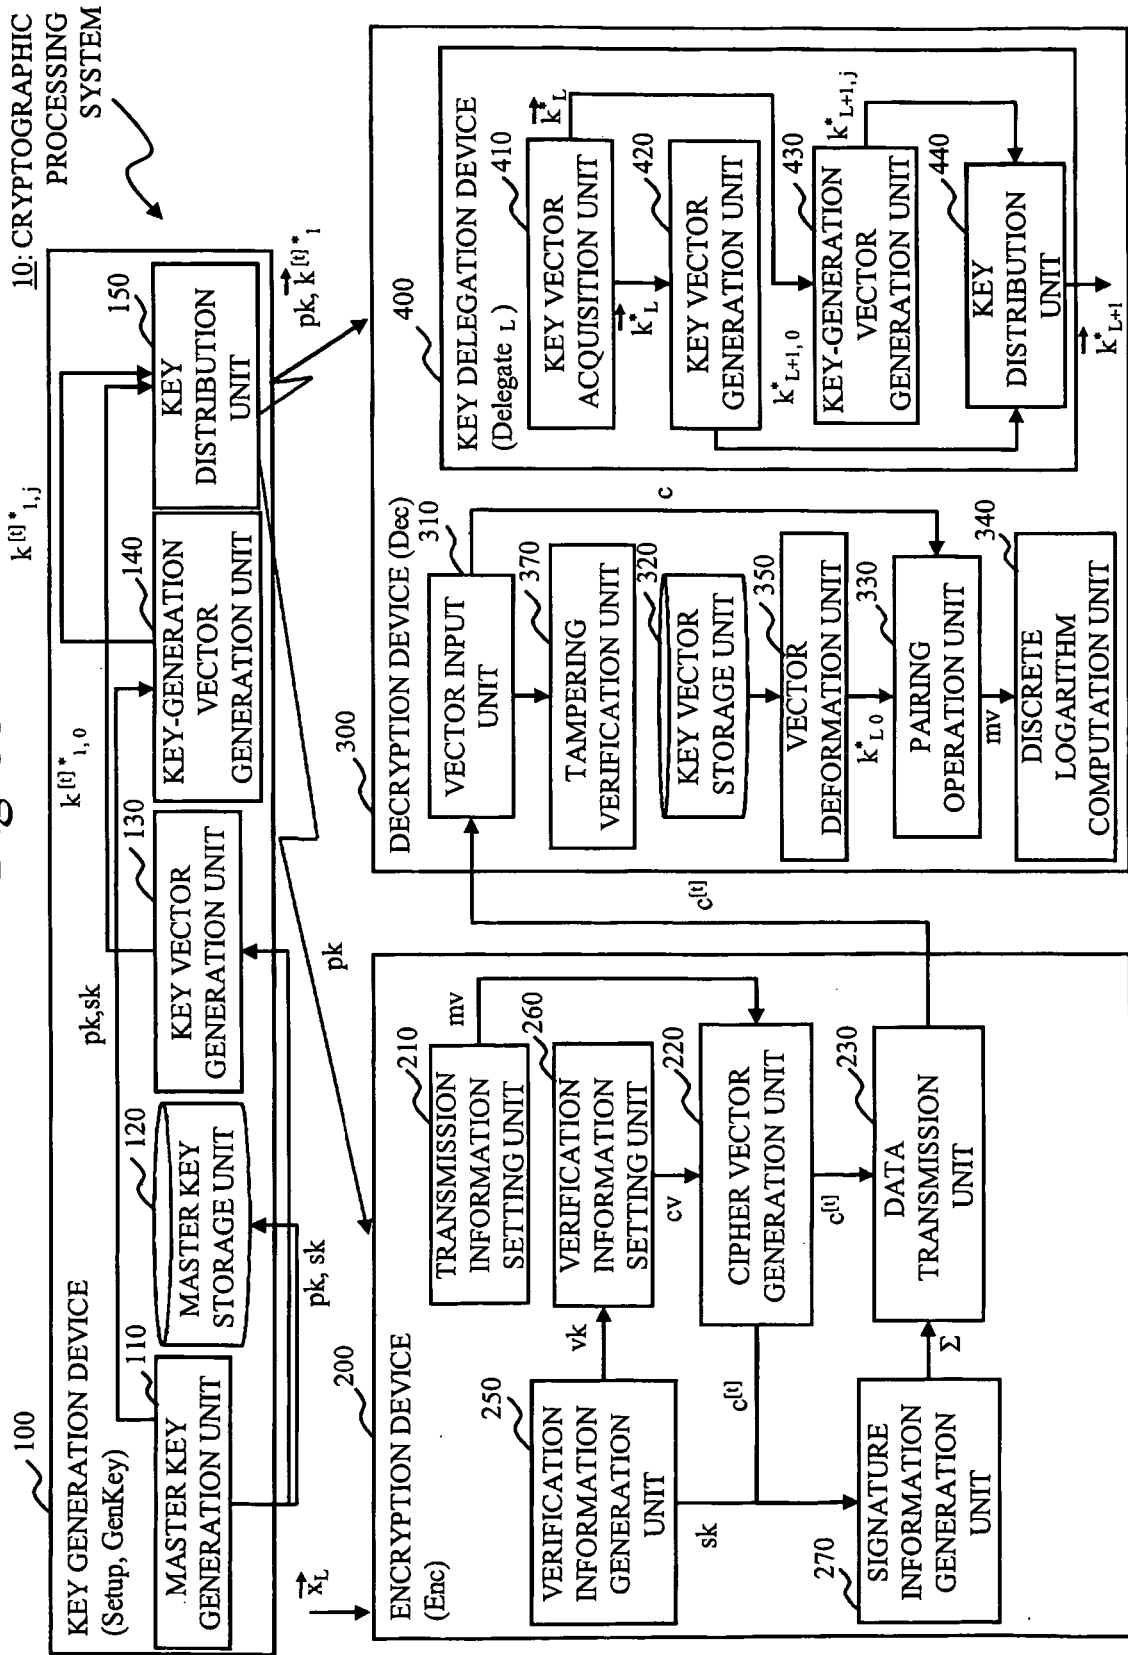 10: CRYPTOGRAPHIC
PROCESSING
SYSTEM
100
KEY GENERATION DEVICE
(Setup, GenKey)
110
MASTER KEY
GENERATION UNIT
120
MASTER KEY
STORAGE UNIT
130
KEY VECTOR
GENERATION UNIT
140
KEY-GENERATION
VECTOR
GENERATION UNIT
150
KEY
DISTRIBUTION
UNIT
pk,sk
pk, sk
k[t]*1,0
k[t]*1,j
pk
pk, k[t]*1
xL
200
ENCRYPTION DEVICE
(Enc)
210
TRANSMISSION
INFORMATION
SETTING UNIT
mv
250
VERIFICATION
INFORMATION
GENERATION
UNIT
vk
260
VERIFICATION
INFORMATION
SETTING UNIT
cv
220
CIPHER VECTOR
GENERATION UNIT
c[t]
c[t]
sk
270
SIGNATURE
INFORMATION
GENERATION
UNIT
Σ
230
DATA
TRANSMISSION
UNIT
c[t]
300
DECRYPTION DEVICE (Dec)
310
VECTOR INPUT
UNIT
c
370
TAMPERING
VERIFICATION UNIT
320
KEY VECTOR
STORAGE UNIT
350
VECTOR
DEFORMATION UNIT
k*L,0
330
PAIRING
OPERATION UNIT
mv
340
DISCRETE
LOGARITHM
COMPUTATION UNIT
400
KEY DELEGATION DEVICE
(Delegate L)
410
KEY VECTOR
ACQUISITION UNIT
k*L
k*L
420
KEY VECTOR
GENERATION UNIT
k*L+1,0
430
KEY-GENERATION
VECTOR
GENERATION UNIT
k*L+1,j
440
KEY
DISTRIBUTION
UNIT
k*L+1